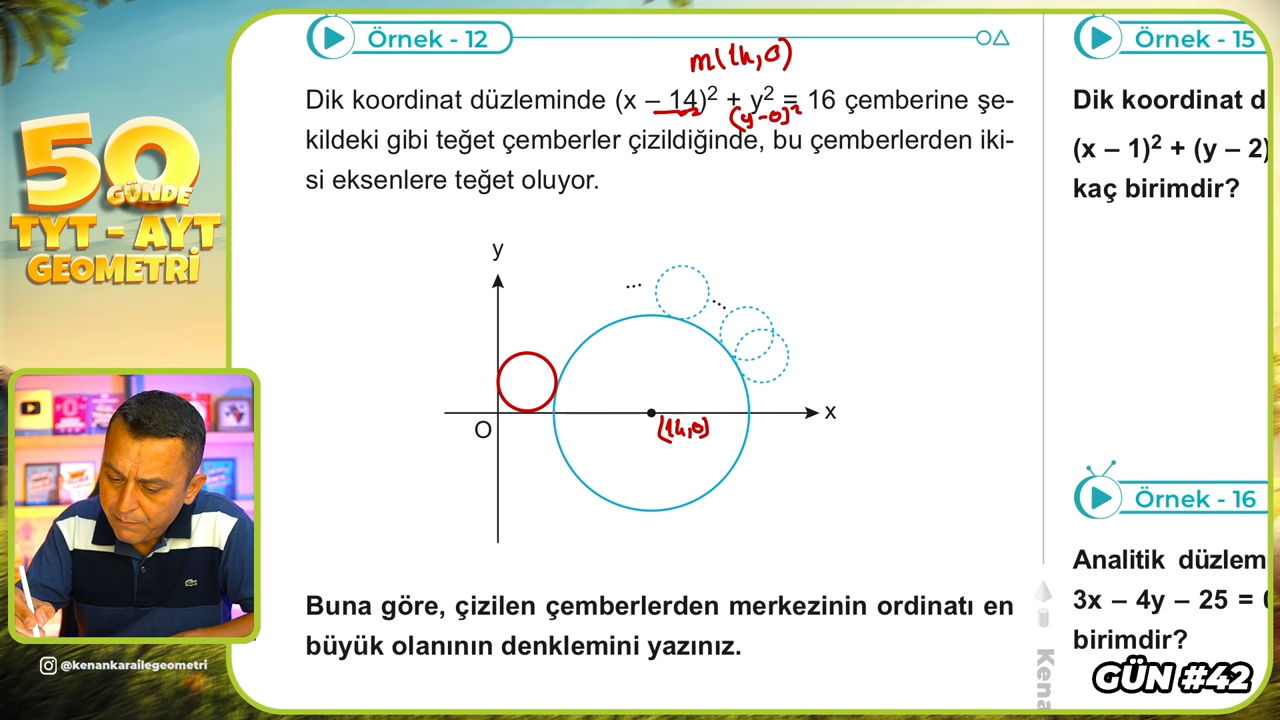 50
GÜNDE
TYT - AYT
GEOMETRİ
@kenankarailegeometri
Örnek - 12
M(14,0)
Dik koordinat düzleminde (x – 14)² + y² = 16 çemberine şe-
(y-0)²
kildeki gibi teğet çemberler çizildiğinde, bu çemberlerden iki-
si eksenlere teğet oluyor.
y
...
...
x
O
(14,0)
Buna göre, çizilen çemberlerden merkezinin ordinatı en
büyük olanının denklemini yazınız.
Kena
Örnek - 15
Dik koordinat d
(x – 1)² + (y – 2)
kaç birimdir?
Örnek - 16
Analitik düzlem
3x – 4y – 25 =
birimdir?
GÜN #42